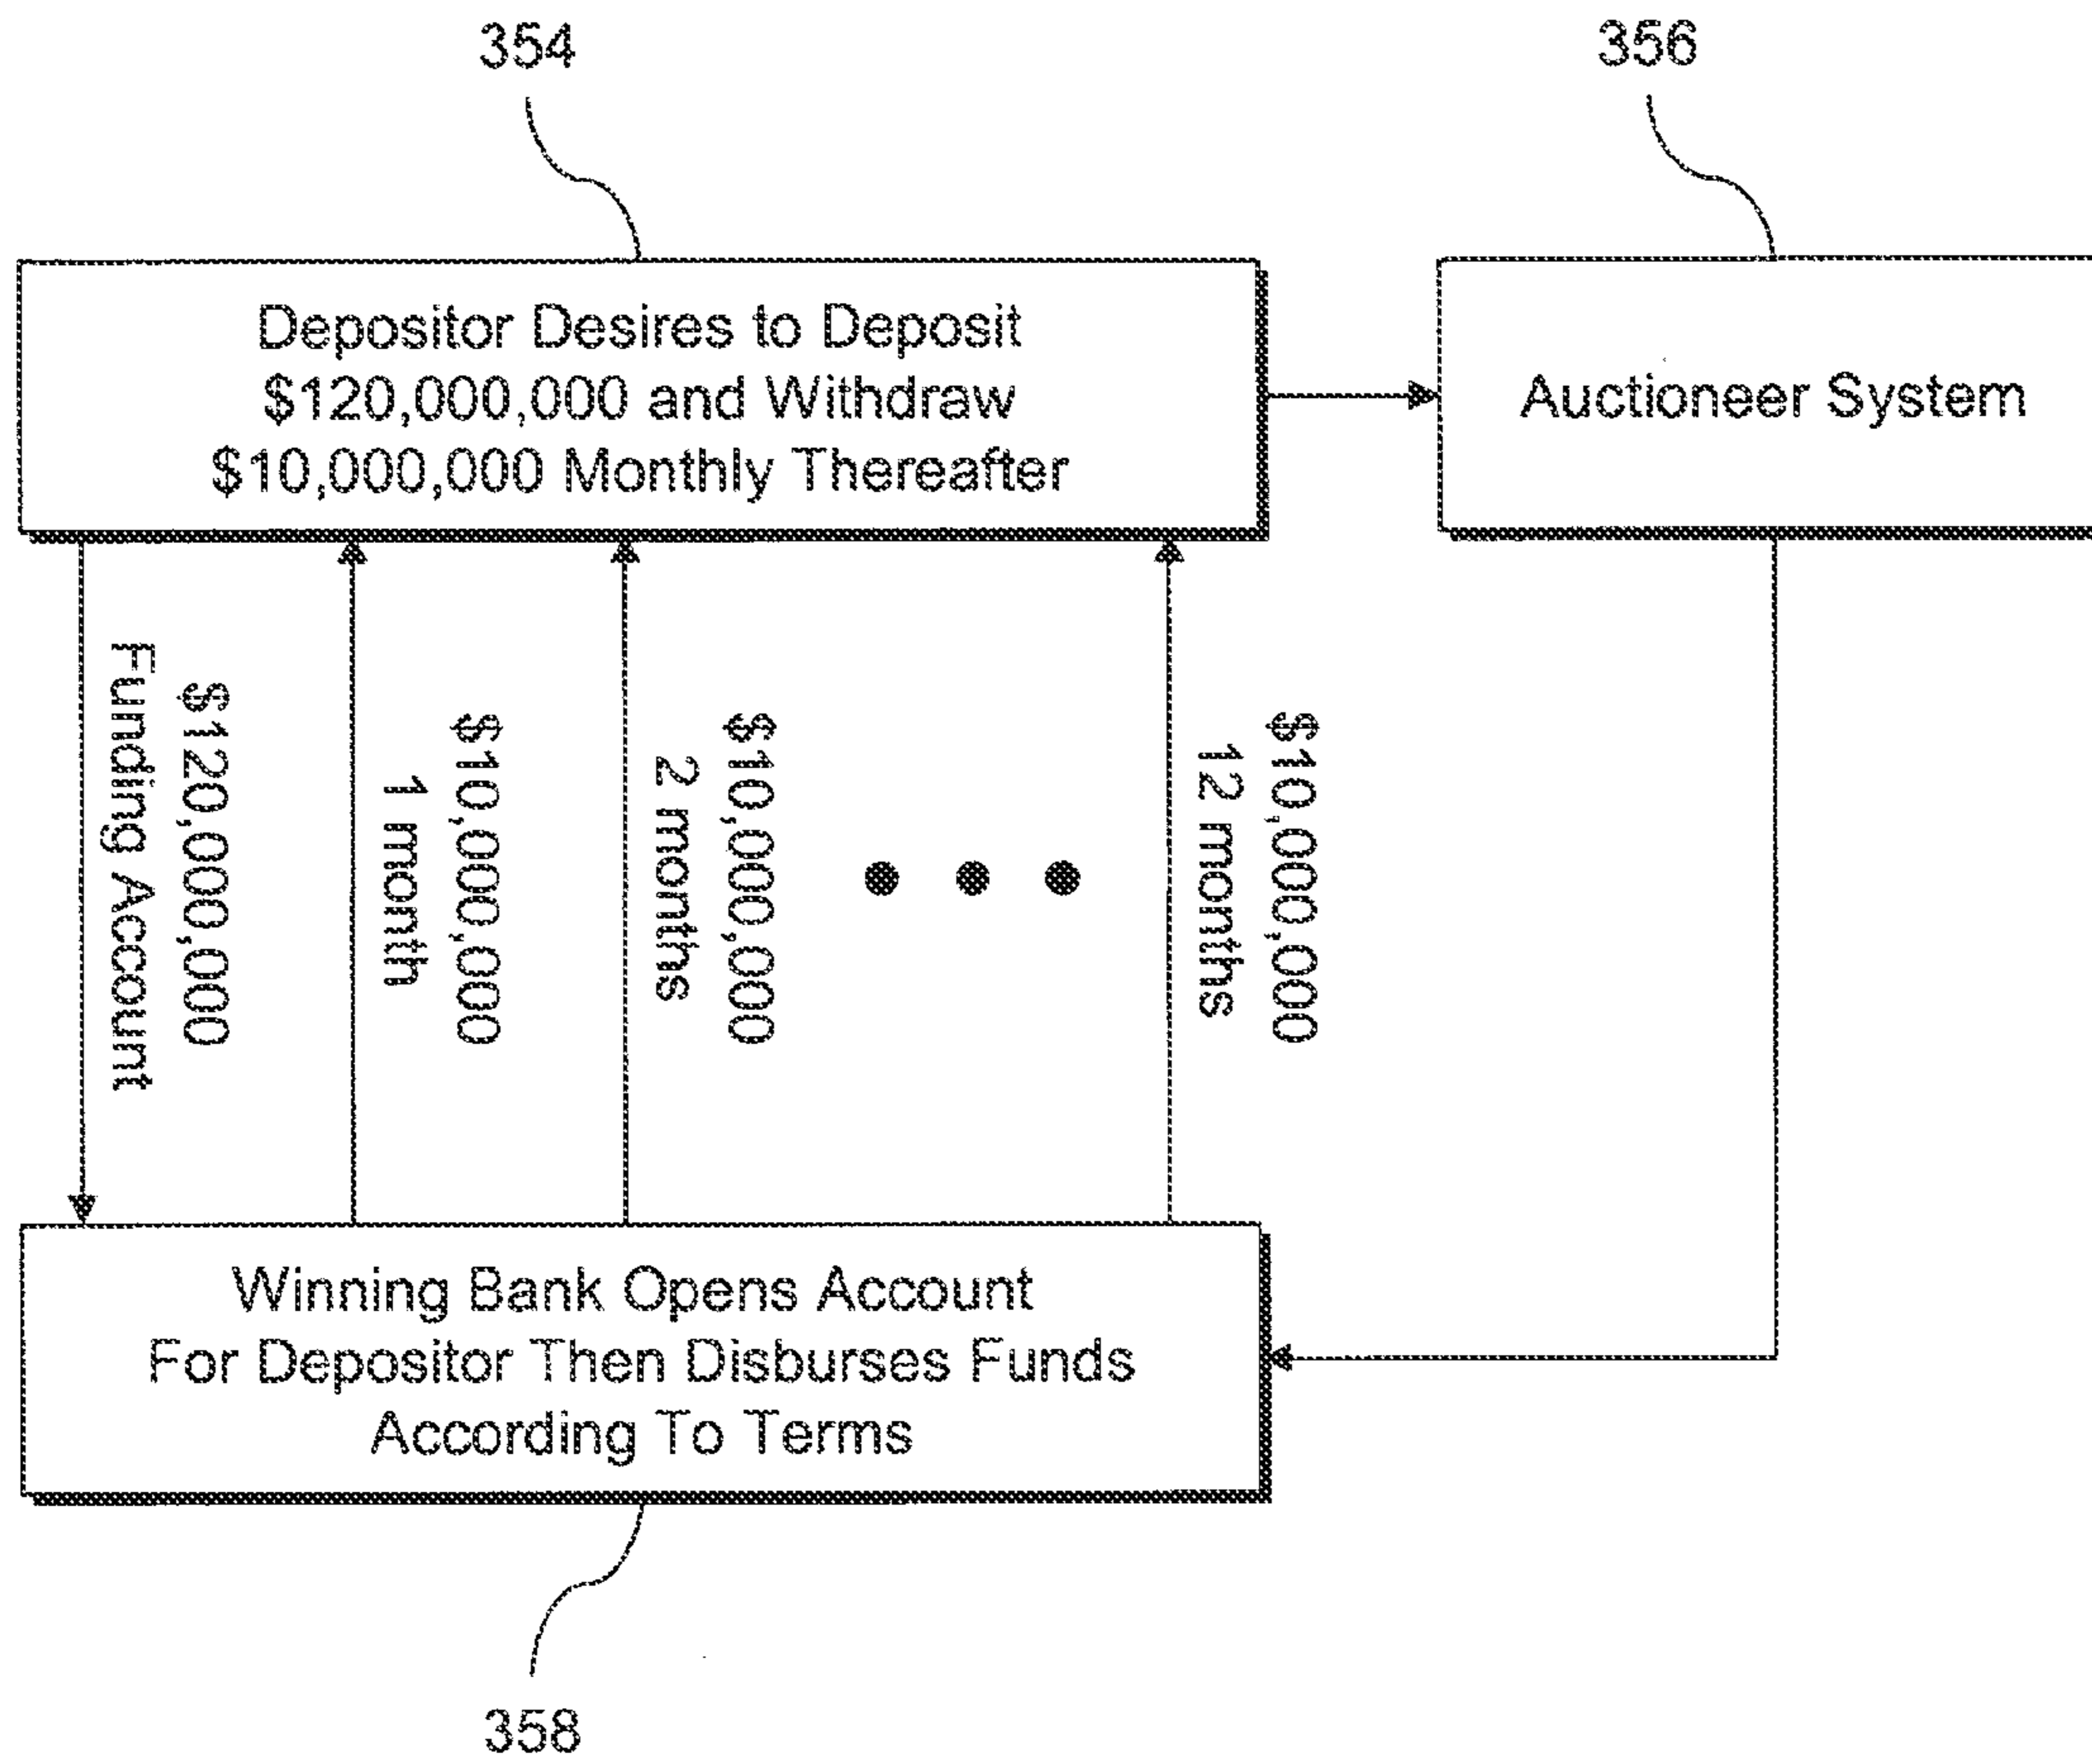 354
356
Depositor Desires to Deposit
$120,000,000 and Withdraw
$10,000,000 Monthly Thereafter
Auctioneer System
$120,000,000
Funding Account
$10,000,000
1 month
$10,000,000
2 months
$10,000,000
12 months
Winning Bank Opens Account
For Depositor Then Disburses Funds
According To Terms
358